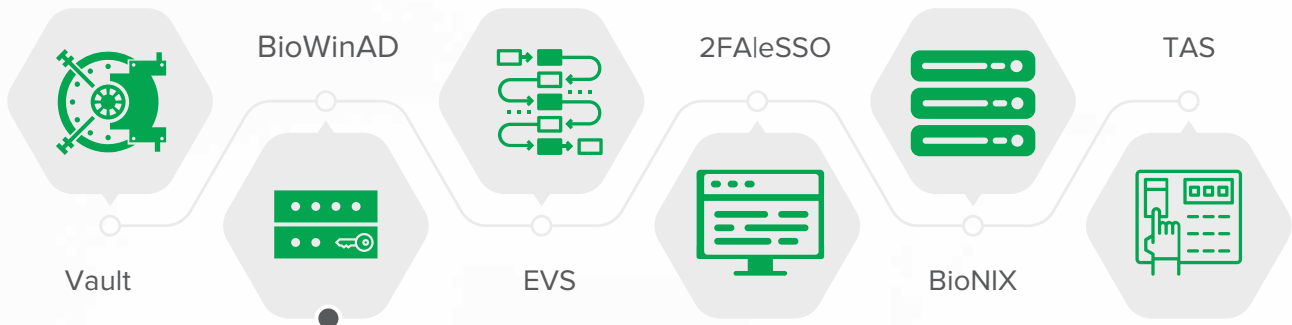 Vault
BioWinAD
EVS
2FA|eSSO
BioNIX
TAS